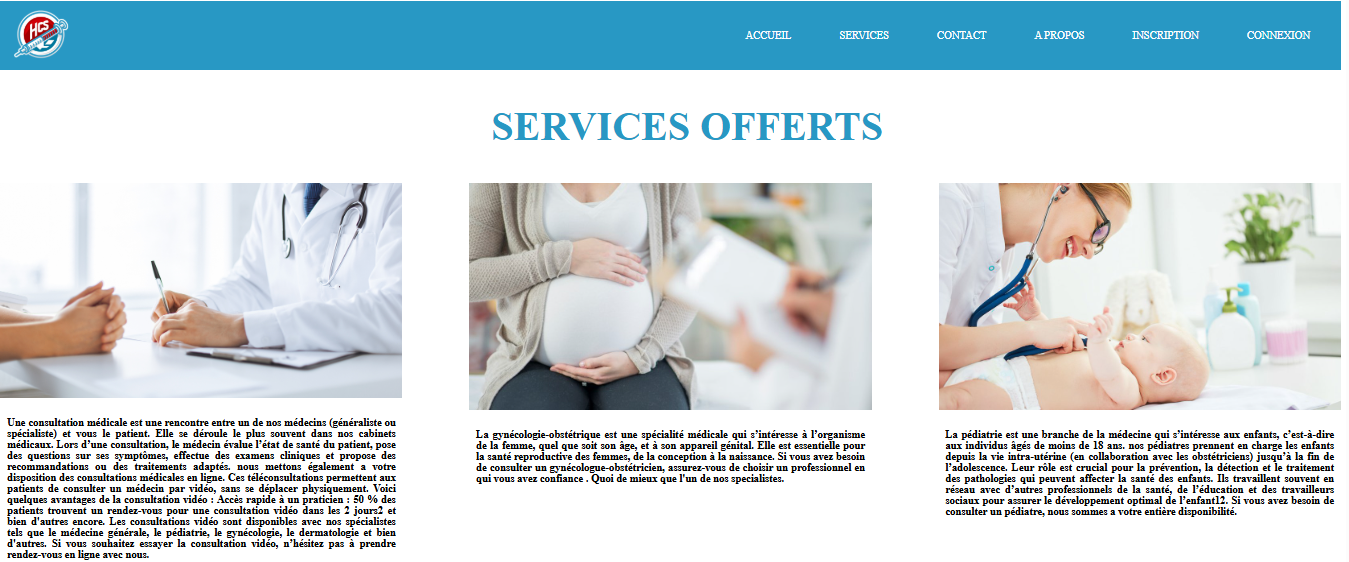 HCS
ACCUEIL
SERVICES
CONTACT
A PROPOS
INSCRIPTION
CONNEXION
SERVICES OFFERTS
Une consultation médicale est une rencontre entre un de nos médecins (généraliste ou
spécialiste) et vous le patient. Elle se déroule le plus souvent dans nos cabinets
médicaux. Lors d’une consultation, le médecin évalue l’état de santé du patient, pose
des questions sur ses symptômes, effectue des examens cliniques et propose des
recommandations ou des traitements adaptés. nous mettons également a votre
disposition des consultations médicales en ligne. Ces téléconsultations permettent aux
patients de consulter un médecin par vidéo, sans se déplacer physiquement. Voici
quelques avantages de la consultation vidéo : Accès rapide à un praticien : 50 % des
patients trouvent un rendez-vous pour une consultation vidéo dans les 2 jours2 et
bien d'autres encore. Les consultations vidéo sont disponibles avec nos spécialistes
tels que le médecine générale, le pédiatrie, le gynécologie, le dermatologie et bien
d'autres. Si vous souhaitez essayer la consultation vidéo, n’hésitez pas à prendre
rendez-vous en ligne avec nous.
La gynécologie-obstétrique est une spécialité médicale qui s’intéresse à l’organisme
de la femme, quel que soit son âge, et à son appareil génital. Elle est essentielle pour
la santé reproductive des femmes, de la conception à la naissance. Si vous avez besoin
de consulter un gynécologue-obstétricien, assurez-vous de choisir un professionnel en
qui vous avez confiance . Quoi de mieux que l'un de nos specialistes.
La pédiatrie est une branche de la médecine qui s’intéresse aux enfants, c’est-à-dire
aux individus âgés de moins de 18 ans. nos pédiatres prennent en charge les enfants
depuis la vie intra-utérine (en collaboration avec les obstétriciens) jusqu’à la fin de
l’adolescence. Leur rôle est crucial pour la prévention, la détection et le traitement
des pathologies qui peuvent affecter la santé des enfants. Ils travaillent souvent en
réseau avec d’autres professionnels de la santé, de l’éducation et des travailleurs
sociaux pour assurer le développement optimal de l’enfant12. Si vous avez besoin de
consulter un pédiatre, nous sommes a votre entière disponibilité.